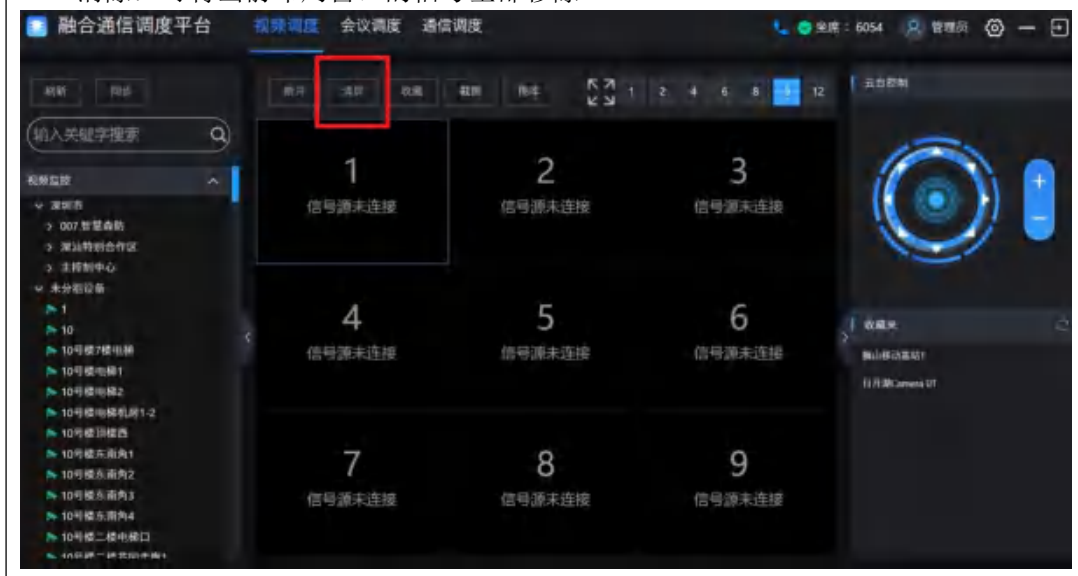 融合通信调度平台 视频调度 会议调度 通信调度 坐席：6054 管理员
刷新 同步
断开 清屏 收藏 截图 1 2 4 6 8 9 12
云台控制
输入关键字搜索
视频监控
深圳市
007.智慧森防
深汕特别合作区
主控制中心
未分组设备
1
10
10号楼7楼电梯
10号楼电梯1
10号楼电梯2
10号楼电梯机房1-2
10号楼顶楼西
10号楼东南角1
10号楼东南角2
10号楼东南角3
10号楼东南角4
10号楼二楼电梯口
1
信号源未连接
2
信号源未连接
3
信号源未连接
4
信号源未连接
5
信号源未连接
6
信号源未连接
7
信号源未连接
8
信号源未连接
9
信号源未连接
收藏夹